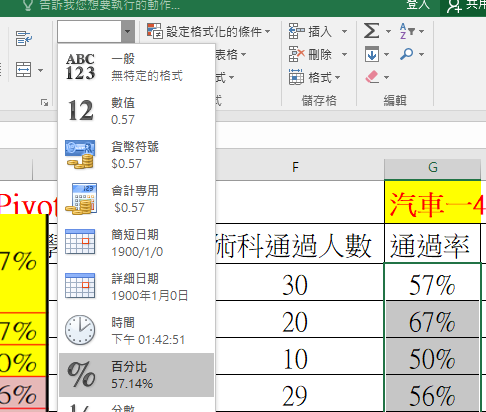 告訴我您想要執行的動作...
登入
共用
設定格式化的條件
插入
表格
刪除
式
格式
儲存格
編輯
ABC
123
一般
無特定的格式
12
數值
0.57
貨幣符號
$0.57
會計專用
$0.57
簡短日期
1900/1/0
詳細日期
1900年1月0日
時間
下午 01:42:51
%
百分比
57.14%
分數
F
G
Pivot
汽車一4
術科通過人數
通過率
7%
30
57%
7%
20
67%
0%
10
50%
6%
29
56%